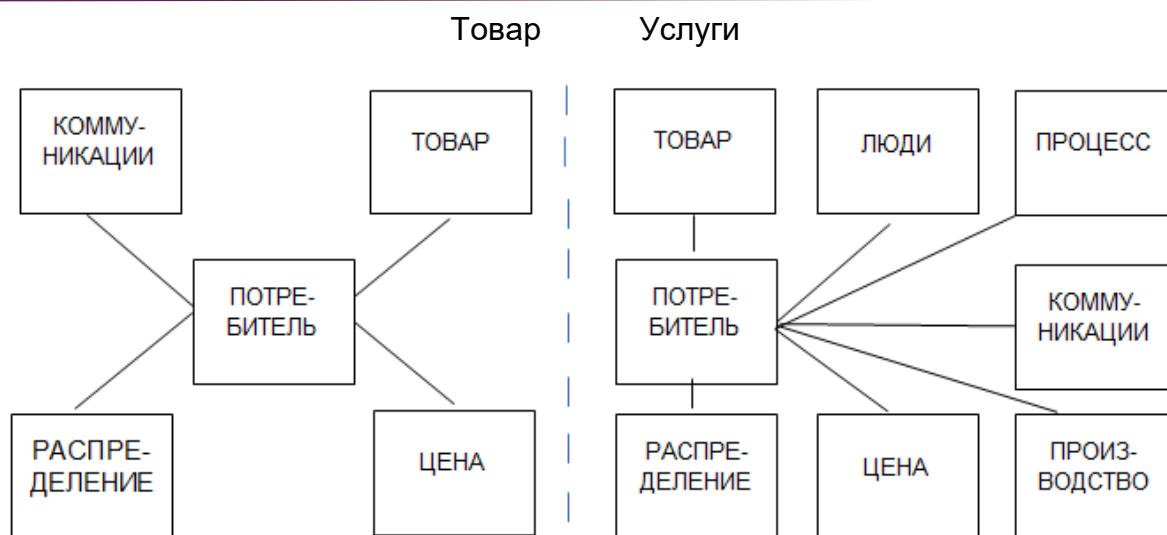 Товар Услуги
КОММУ-
НИКАЦИИ
ТОВАР
ПОТРЕ-
БИТЕЛЬ
РАСПРЕ-
ДЕЛЕНИЕ
ЦЕНА
ТОВАР
ЛЮДИ
ПРОЦЕСС
ПОТРЕ-
БИТЕЛЬ
КОММУ-
НИКАЦИИ
РАСПРЕ-
ДЕЛЕНИЕ
ЦЕНА
ПРОИЗ-
ВОДСТВО